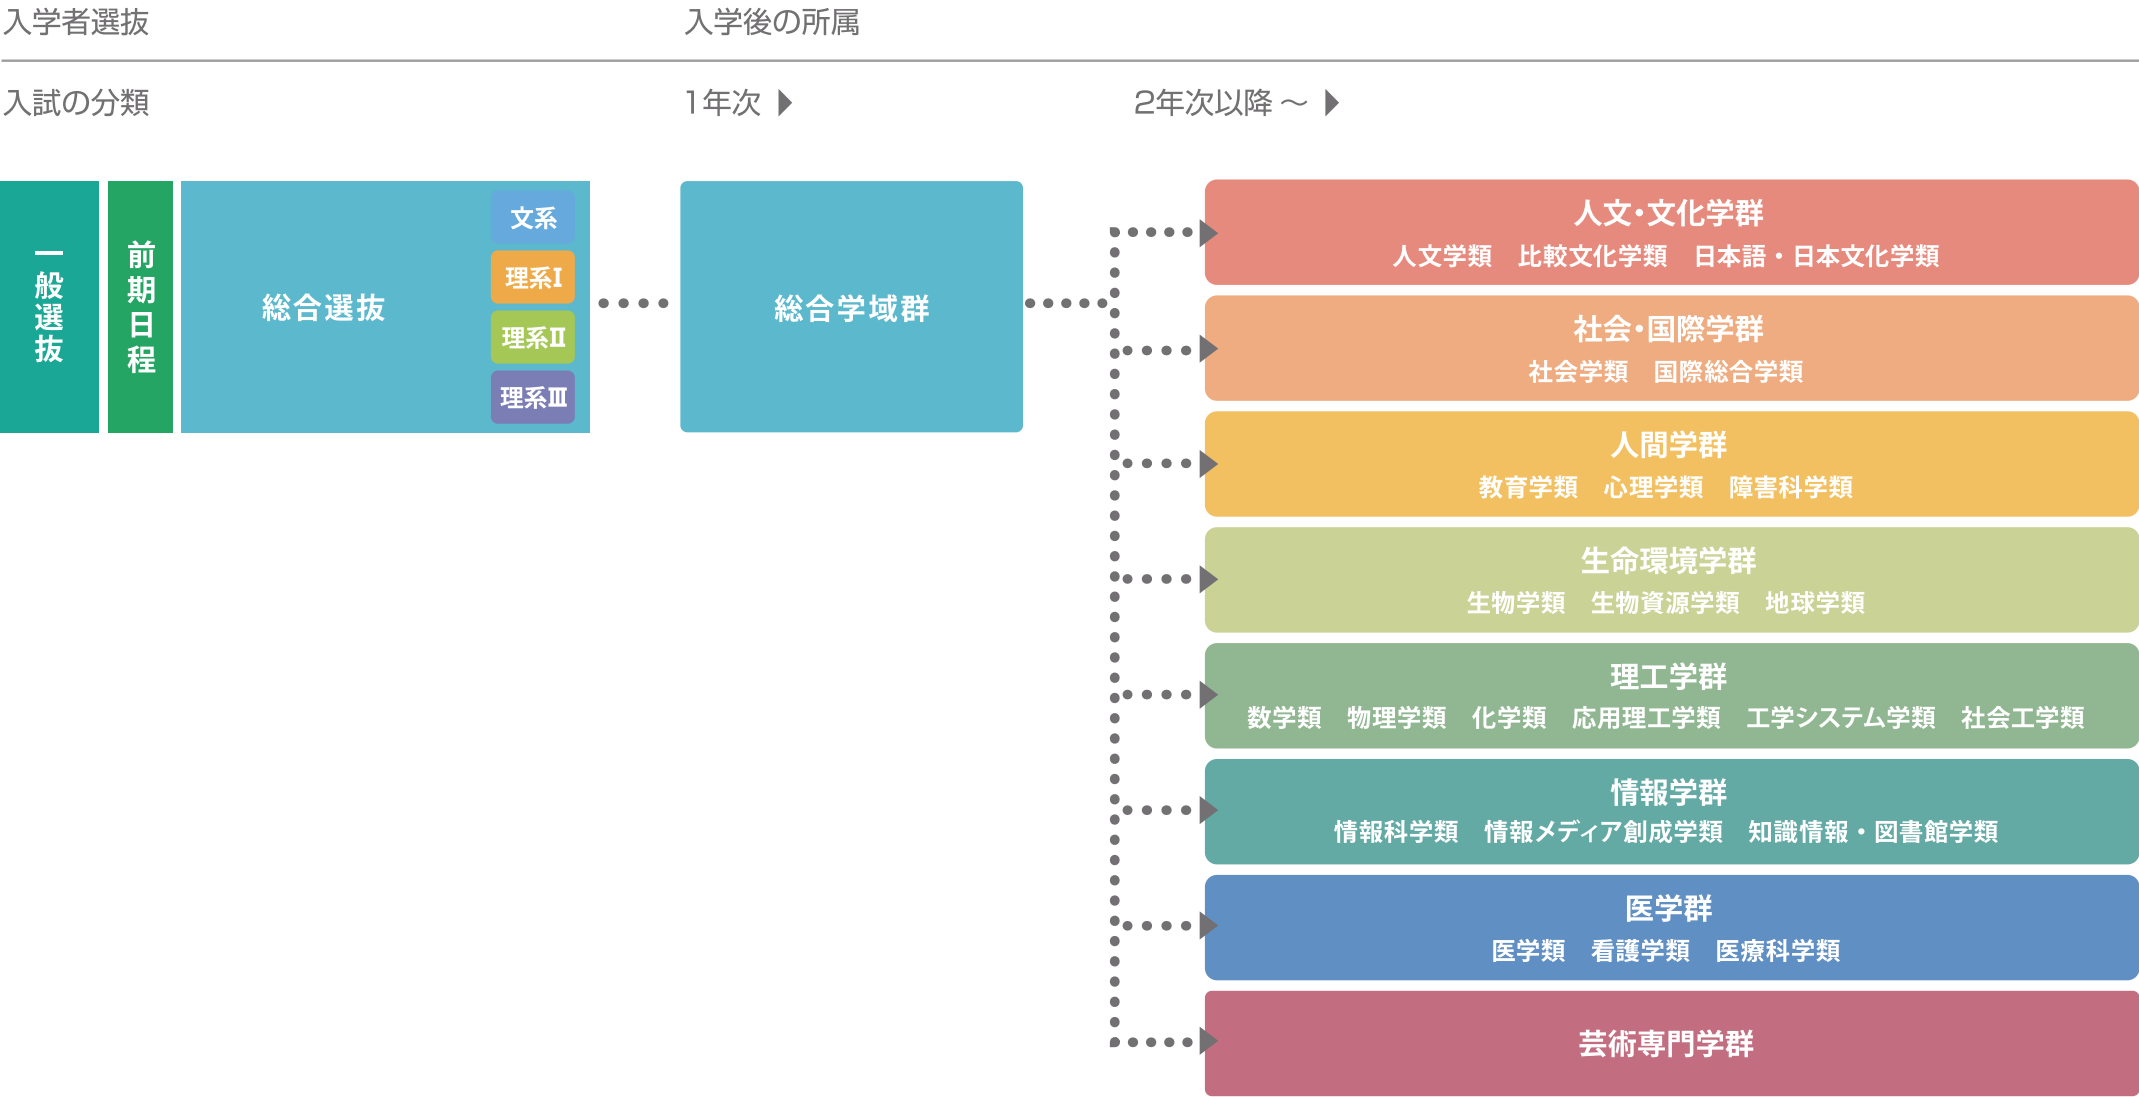 入学者選抜
入学後の所属
入試の分類
1年次 ▶
2年次以降 ～ ▶
一般選抜
前期日程
総合選抜
文系
理系Ⅰ
理系Ⅱ
理系Ⅲ
総合学域群
人文・文化学群
人文学類　比較文化学類　日本語・日本文化学類
社会・国際学群
社会学類　国際総合学類
人間学群
教育学類　心理学類　障害科学類
生命環境学群
生物学類　生物資源学類　地球学類
理工学群
数学類　物理学類　化学類　応用理工学類　工学システム学類　社会工学類
情報学群
情報科学類　情報メディア創成学類　知識情報・図書館学類
医学群
医学類　看護学類　医療科学類
芸術専門学群